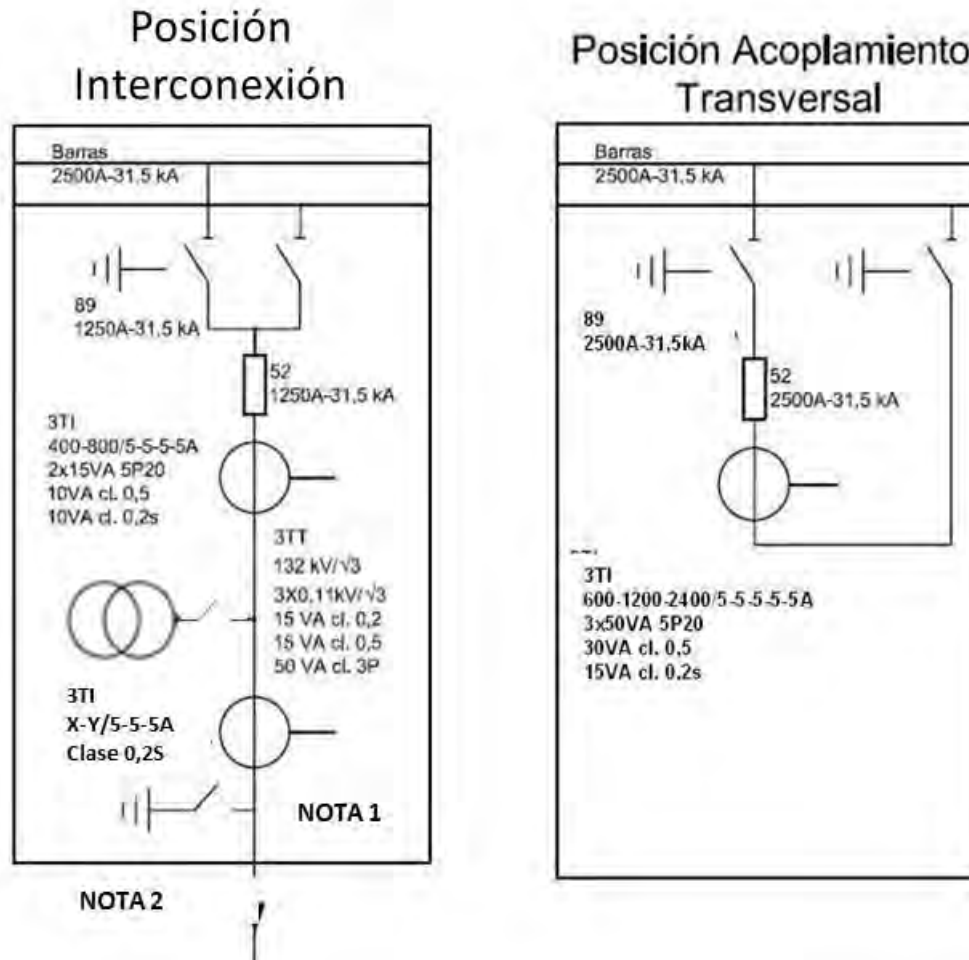 Posición
Interconexión
Barras
2500A-31,5 kA
89
1250A-31,5 kA
52
1250A-31,5 kA
3TI
400-800/5-5-5-5A
2x15VA 5P20
10VA cl. 0,5
10VA cl. 0,2s
3TT
132 kV/√3
3X0,11kV/√3
15 VA cl. 0,2
15 VA cl. 0,5
50 VA cl. 3P
3TI
X-Y/5-5-5A
Clase 0,2S
NOTA 1
NOTA 2
Posición Acoplamiento
Transversal
Barras
2500A-31,5 kA
89
2500A-31,5kA
52
2500A-31,5 kA
3TI
600-1200-2400/5-5-5-5-5A
3x50VA 5P20
30VA cl. 0,5
15VA cl. 0,2s